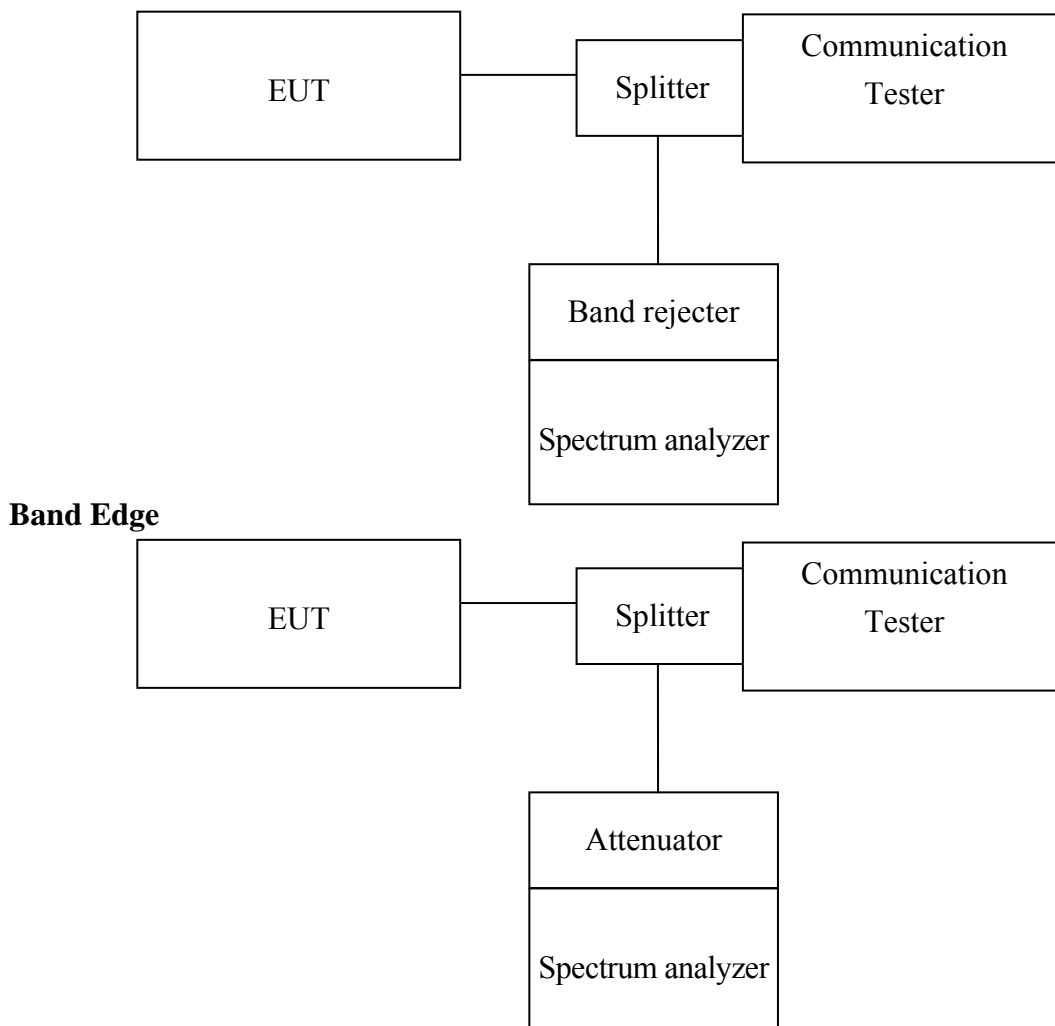 EUT
Splitter
Communication
Tester
Band rejecter
Spectrum analyzer
Band Edge
EUT
Splitter
Communication
Tester
Attenuator
Spectrum analyzer